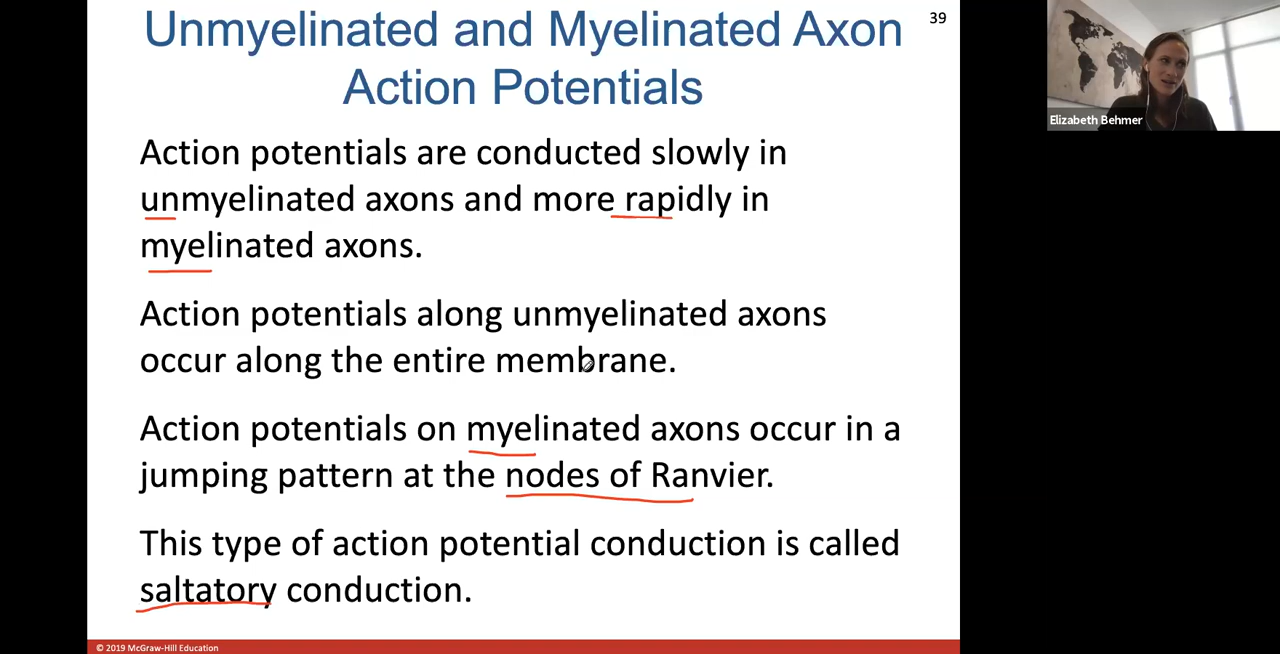 Unmyelinated and Myelinated Axon
Action Potentials
39
Elizabeth Behmer
Action potentials are conducted slowly in
unmyelinated axons and more rapidly in
myelinated axons.
Action potentials along unmyelinated axons
occur along the entire membrane.
Action potentials on myelinated axons occur in a
jumping pattern at the nodes of Ranvier.
This type of action potential conduction is called
saltatory conduction.
© 2019 McGraw-Hill Education